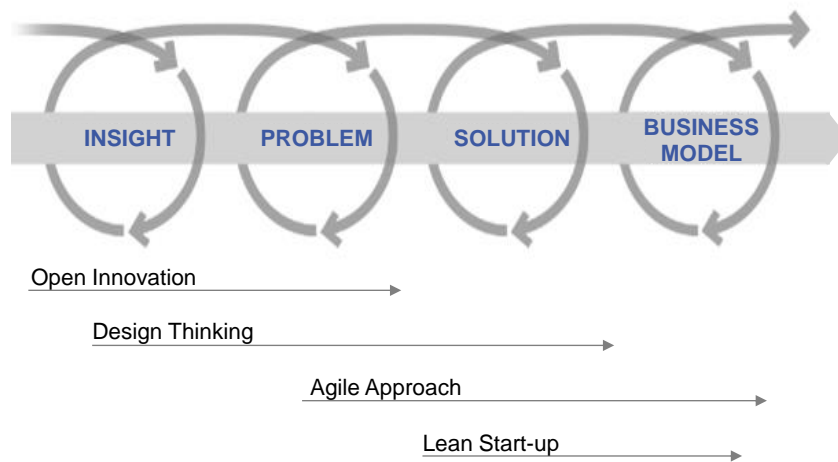 INSIGHT
PROBLEM
SOLUTION
BUSINESS
MODEL
Open Innovation
Design Thinking
Agile Approach
Lean Start-up